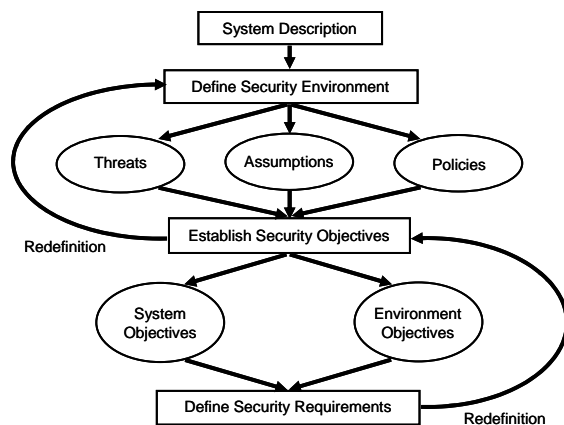 System Description
Define Security Environment
Threats
Assumptions
Policies
Establish Security Objectives
Redefinition
System
Objectives
Environment
Objectives
Define Security Requirements
Redefinition